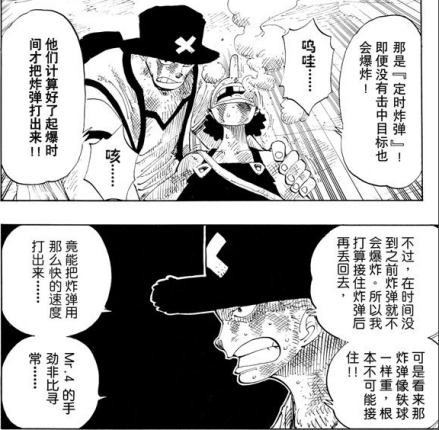 那是『定时炸弹』！
即便没有击中目标也
会爆炸！
呜哇……
他们计算好了起爆时
间才把炸弹打出来！！
咳……
不过，在时间没
到之前炸弹就不
会爆炸。所以我
打算接住炸弹后
再丢回去，
可是看来那
炸弹像铁球
一样重，根
本不可能接
住！！
竟能把炸弹用
那么快的速度
打出来……
Mr.4的手
劲非比寻
常……